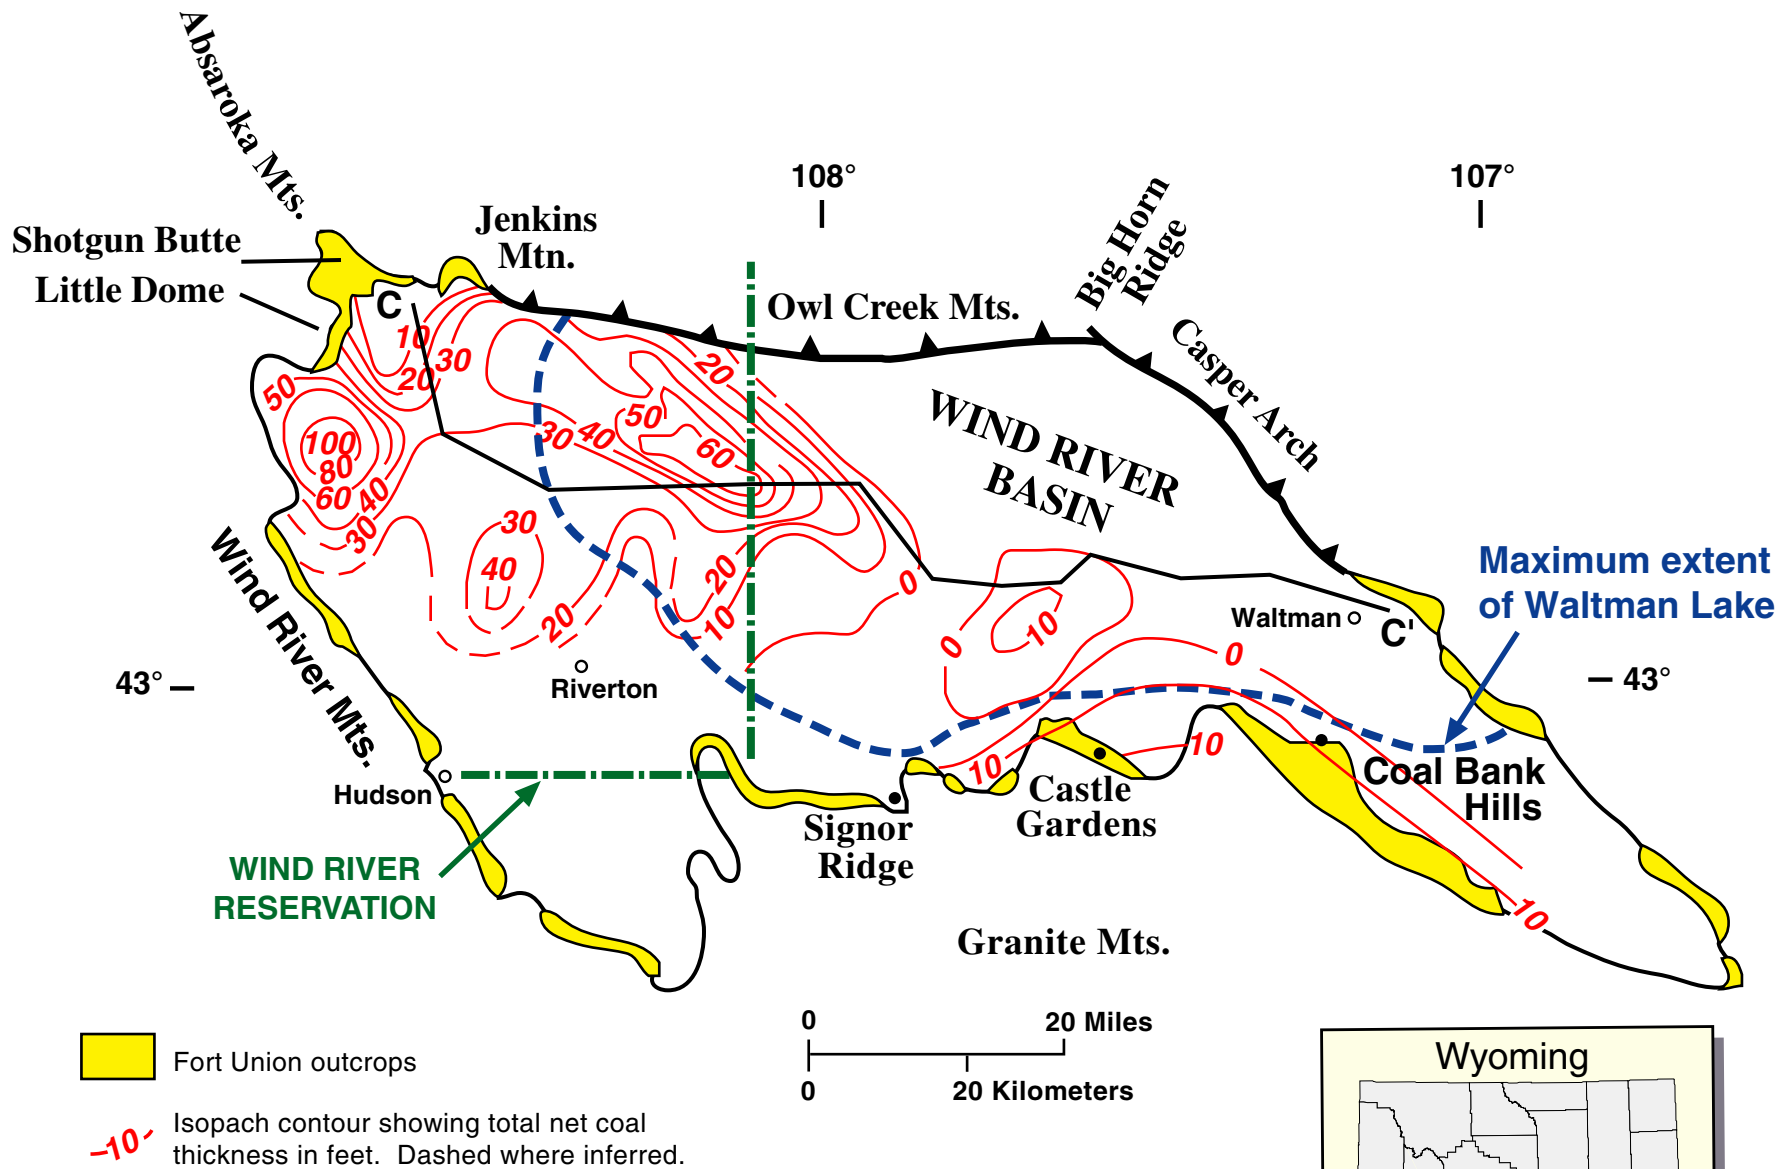 Absaroka Mts.
108°
107°
Shotgun Butte
Little Dome
Jenkins
Mtn.
Big Horn
Ridge
Owl Creek Mts.
Casper Arch
C
10
20
30
20
50
100
80
60
40
30
30
40
50
60
WIND RIVER
BASIN
30
40
20
20
10
0
0
10
0
Maximum extent
of Waltman Lake
Waltman
C'
Wind River Mts.
43°
43°
Riverton
Hudson
10
10
Castle
Gardens
Coal Bank
Hills
Signor
Ridge
10
WIND RIVER
RESERVATION
Granite Mts.
0
20 Miles
0
20 Kilometers
Fort Union outcrops
10
Isopach contour showing total net coal
thickness in feet. Dashed where inferred.
Wyoming